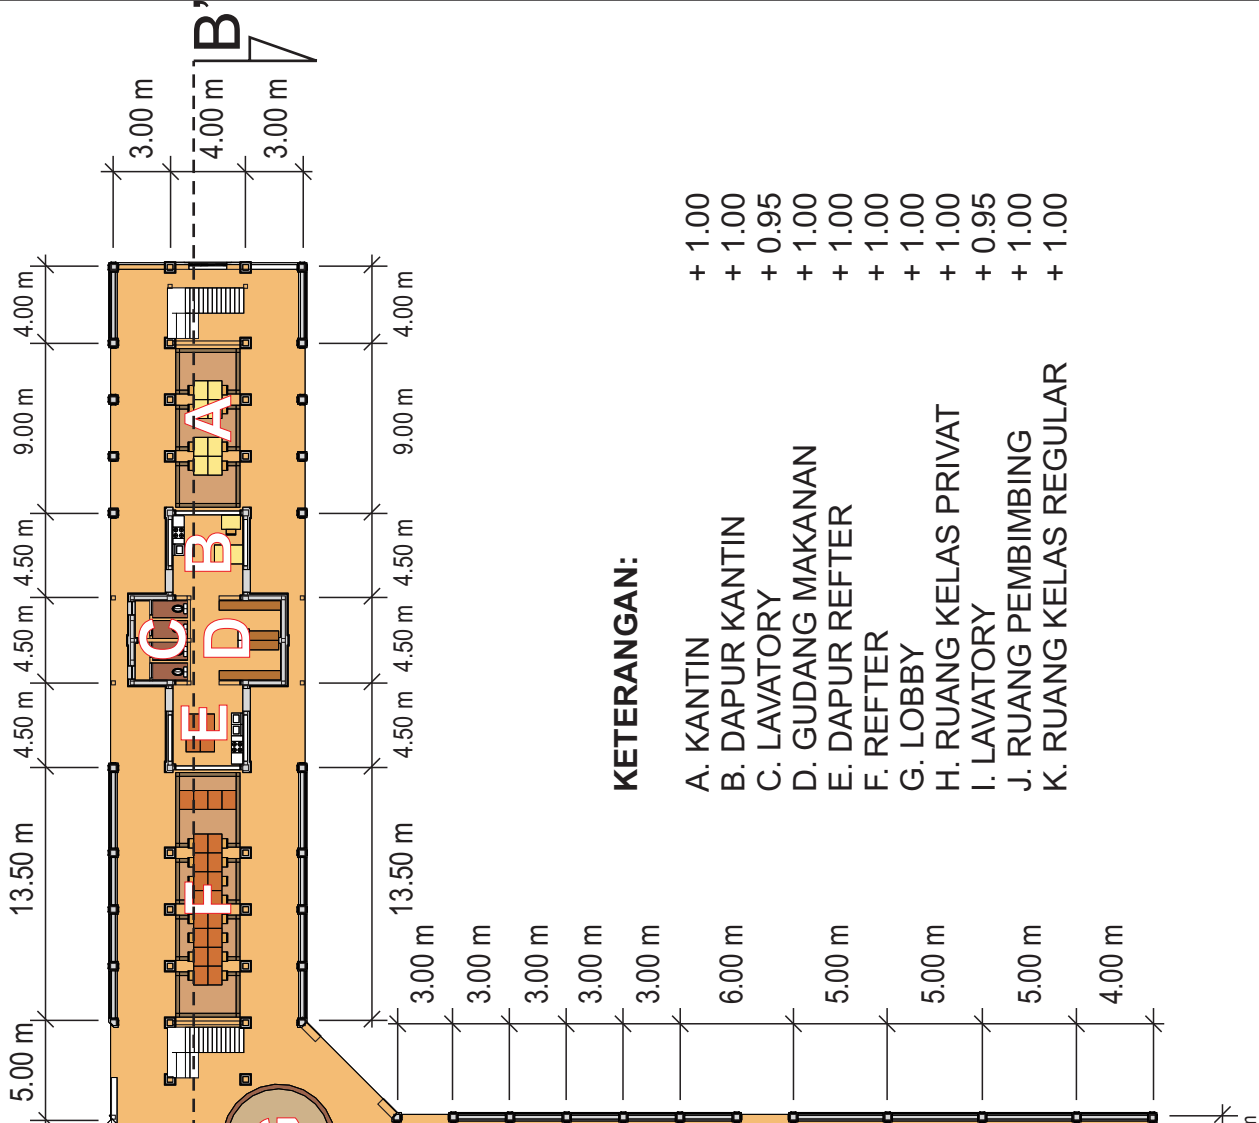 B'
3.00 m
4.00 m
3.00 m
4.00 m
9.00 m
4.50 m
4.50 m
4.50 m
13.50 m
5.00 m
4.00 m
9.00 m
4.50 m
4.50 m
4.50 m
13.50 m
A
B
C
D
E
F
KETERANGAN:
A. KANTIN + 1.00
B. DAPUR KANTIN + 1.00
C. LAVATORY + 0.95
D. GUDANG MAKANAN + 1.00
E. DAPUR REFTER + 1.00
F. REFTER + 1.00
G. LOBBY + 1.00
H. RUANG KELAS PRIVAT + 1.00
I. LAVATORY + 0.95
J. RUANG PEMBIMBING + 1.00
K. RUANG KELAS REGULAR + 1.00
3.00 m
3.00 m
3.00 m
3.00 m
3.00 m
6.00 m
5.00 m
5.00 m
5.00 m
4.00 m